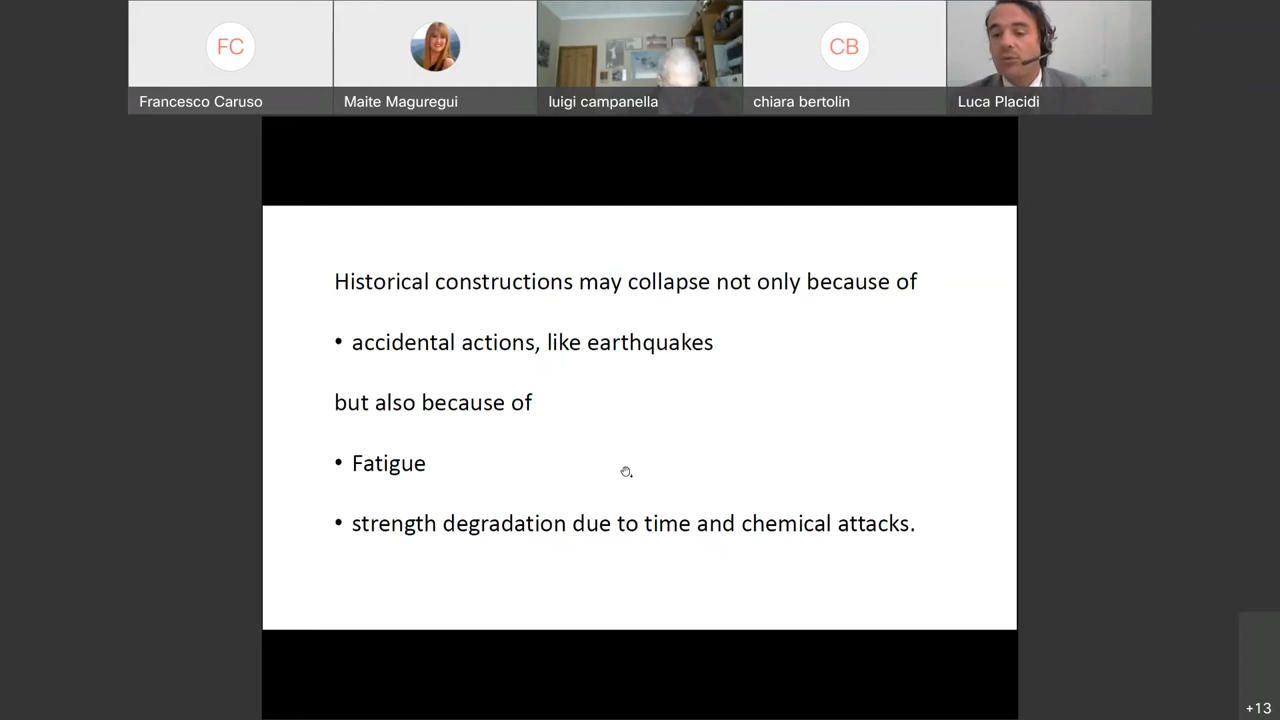 FC
CB
Francesco Caruso
Maite Maguregui
luigi campanella
chiara bertolin
Luca Placidi
Historical constructions may collapse not only because of
• accidental actions, like earthquakes
but also because of
• Fatigue
• strength degradation due to time and chemical attacks.
+13